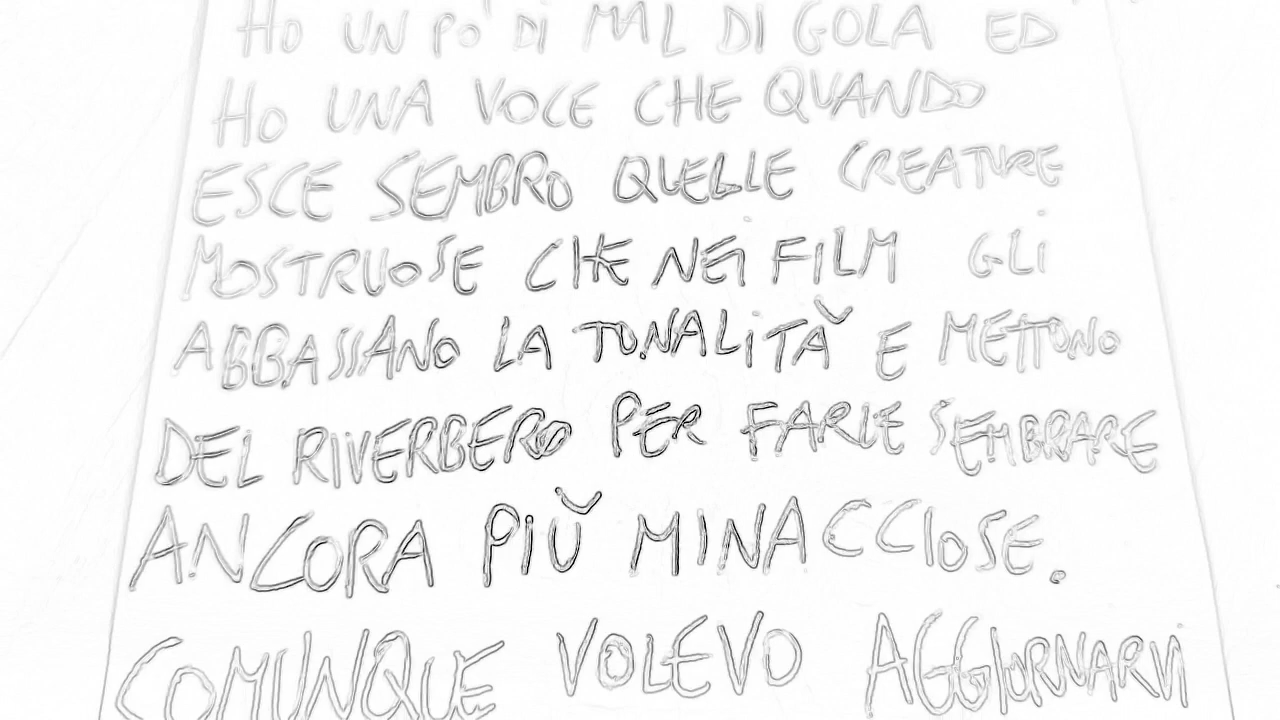 HO UN PO' DI MAL DI GOLA ED
HO UNA VOCE CHE QUANDO
ESCE SEMBRO QUELLE CREATURE
MOSTRUOSE CHE NEI FILM GLI
ABBASSANO LA TONALITÀ E METTONO
DEL RIVERBERO PER FARLE SEMBRARE
ANCORA PIÙ MINACCIOSE.
COMUNQUE VOLEVO AGGIORNARVI